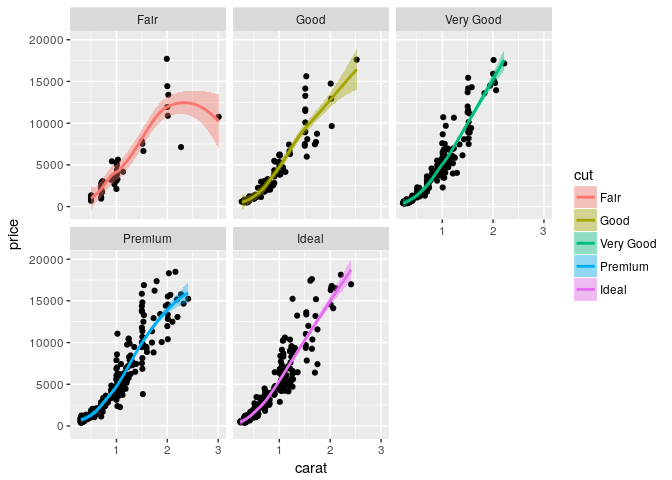 Fair Good Very Good
20000
15000
10000
5000
0
1 2 3
price
Premium Ideal
20000
15000
10000
5000
0
1 2 3 1 2 3
carat
cut
Fair
Good
Very Good
Premium
Ideal